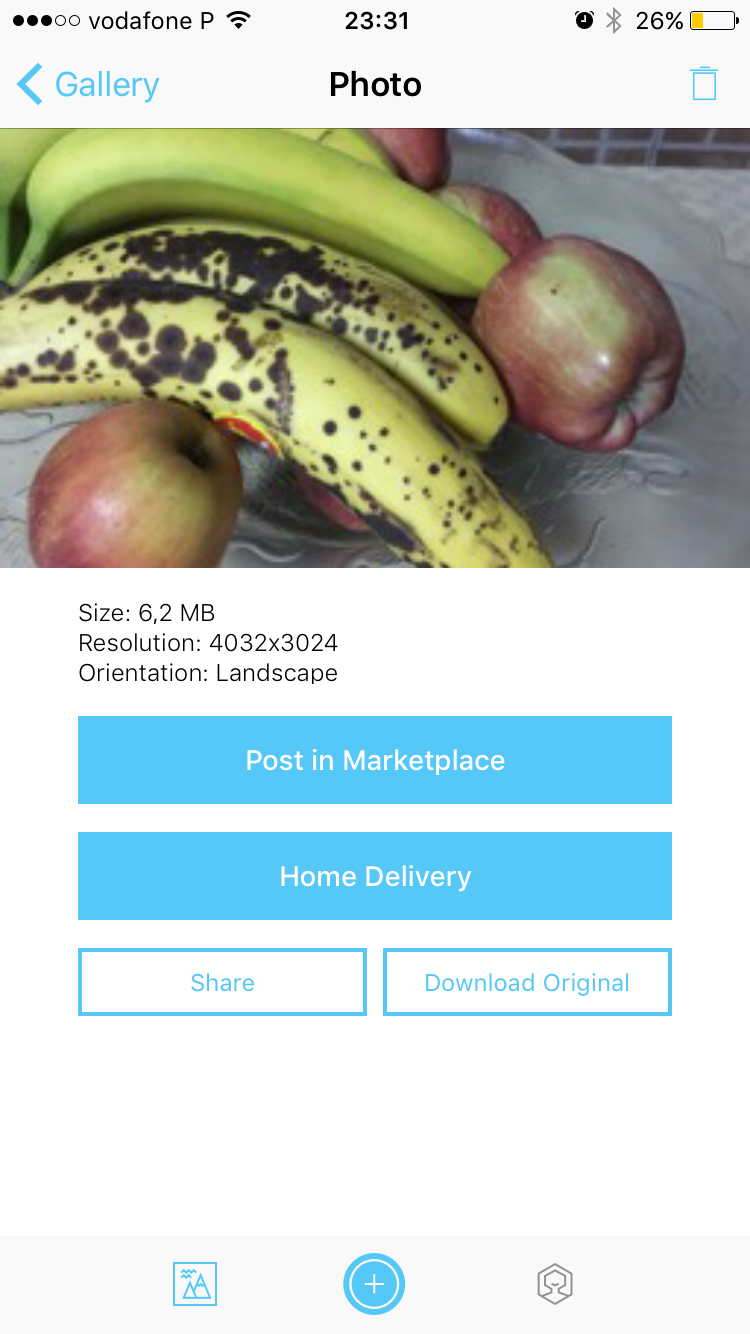 vodafone P 23:31 26%
Gallery Photo
Size: 6,2 MB
Resolution: 4032x3024
Orientation: Landscape
Post in Marketplace
Home Delivery
Share Download Original